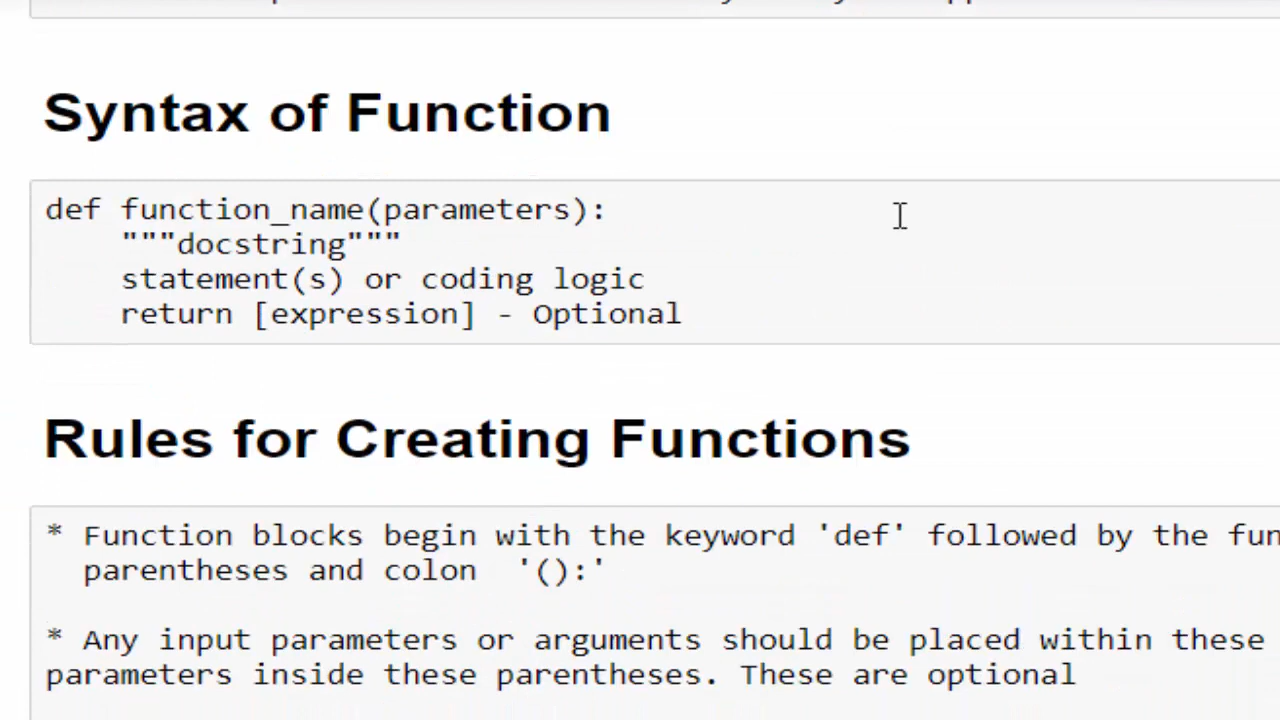 Syntax of Function
def function_name(parameters):
"""docstring"""
statement(s) or coding logic
return [expression] - Optional
Rules for Creating Functions
* Function blocks begin with the keyword 'def' followed by the
parentheses and colon '():'
* Any input parameters or arguments should be placed within these
parameters inside these parentheses. These are optional